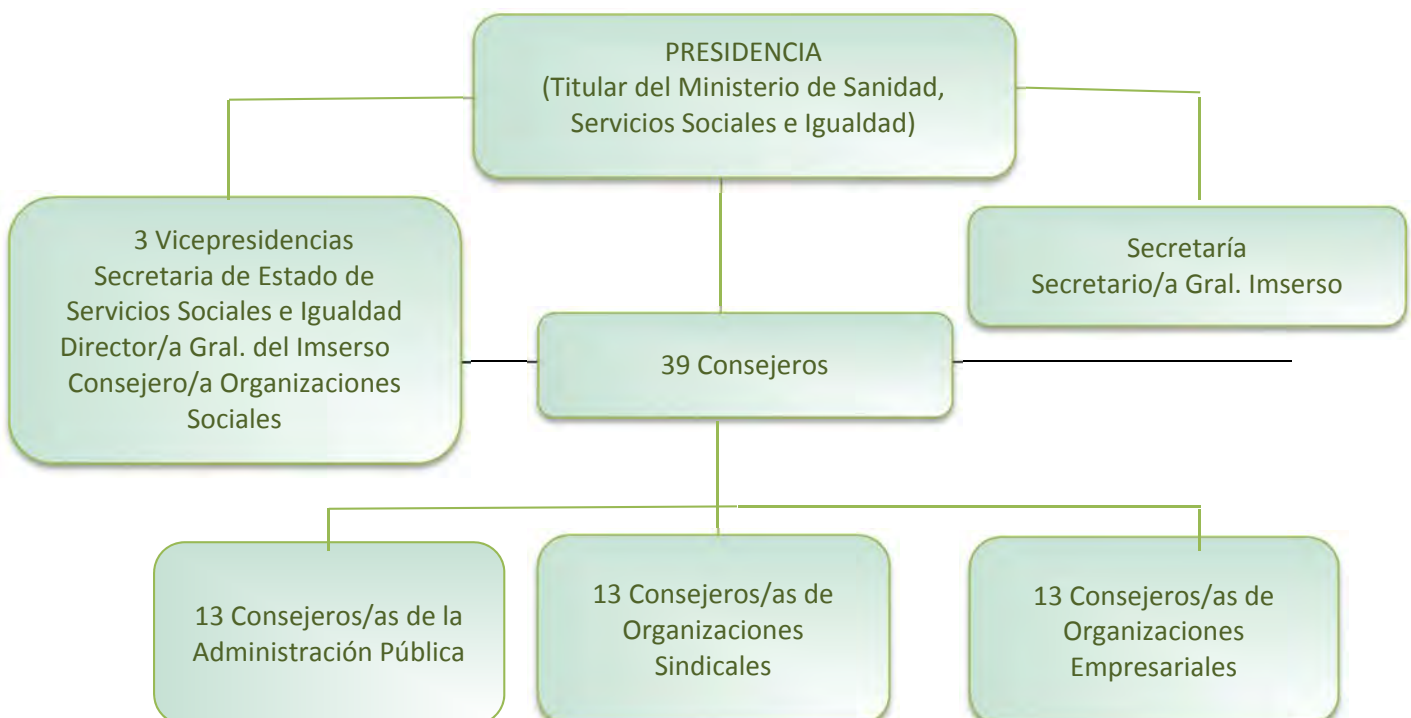 PRESIDENCIA
(Titular del Ministerio de Sanidad,
Servicios Sociales e Igualdad)
3 Vicepresidencias
Secretaria de Estado de
Servicios Sociales e Igualdad
Director/a Gral. del Imserso
Consejero/a Organizaciones
Sociales
Secretaría
Secretario/a Gral. Imserso
39 Consejeros
13 Consejeros/as de la
Administración Pública
13 Consejeros/as de
Organizaciones
Sindicales
13 Consejeros/as de
Organizaciones
Empresariales